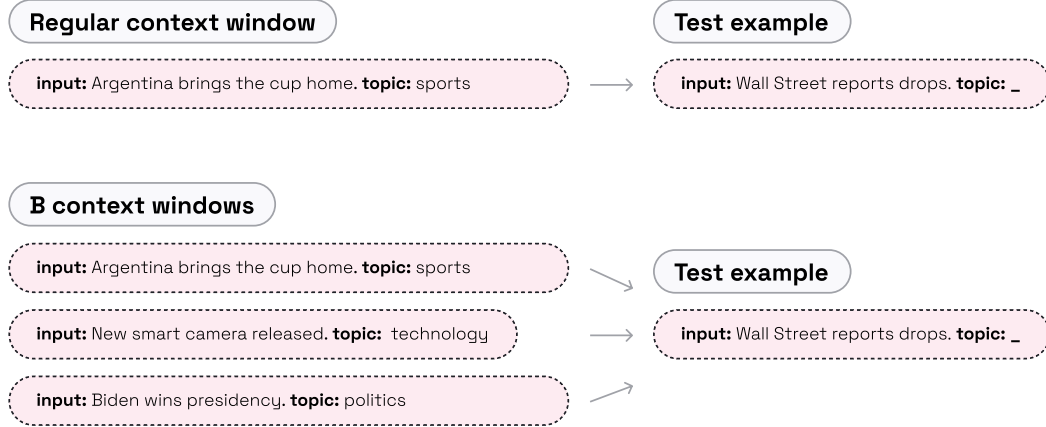 Regular context window
Test example
input: Argentina brings the cup home. topic: sports
input: Wall Street reports drops. topic: _
B context windows
input: Argentina brings the cup home. topic: sports
Test example
input: New smart camera released. topic: technology
input: Wall Street reports drops. topic: _
input: Biden wins presidency. topic: politics